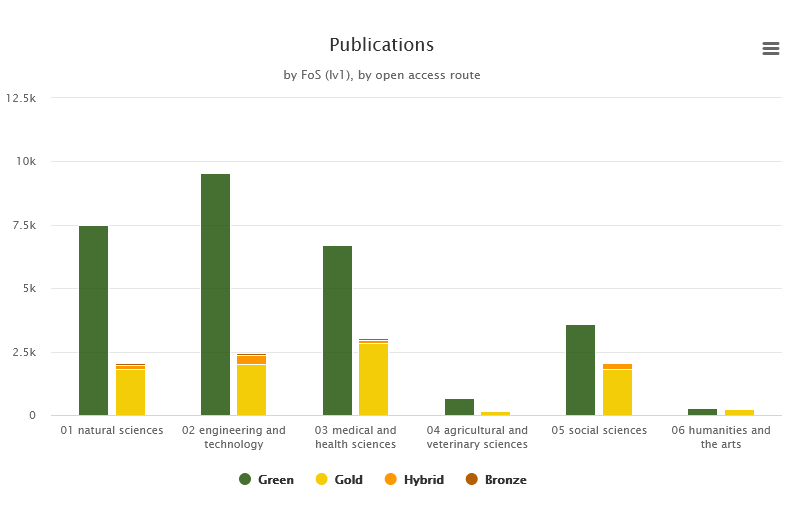 Publications
by FoS (lv1), by open access route
12.5k
10k
7.5k
5k
2.5k
0
01 natural sciences
02 engineering and
technology
03 medical and
health sciences
04 agricultural and
veterinary sciences
05 social sciences
06 humanities and
the arts
Green
Gold
Hybrid
Bronze